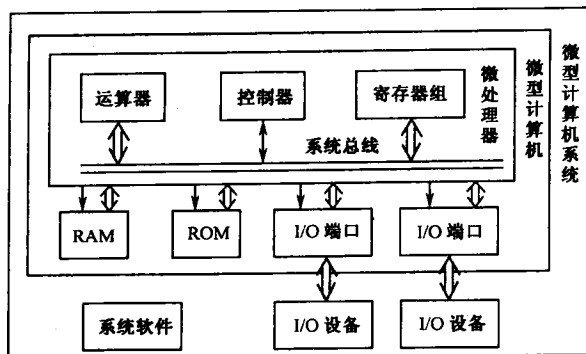 运算器
控制器
寄存器组
微处理器
微型计算机
微型计算机系统
系统总线
RAM
ROM
I/O 端口
I/O 端口
系统软件
I/O 设备
I/O 设备